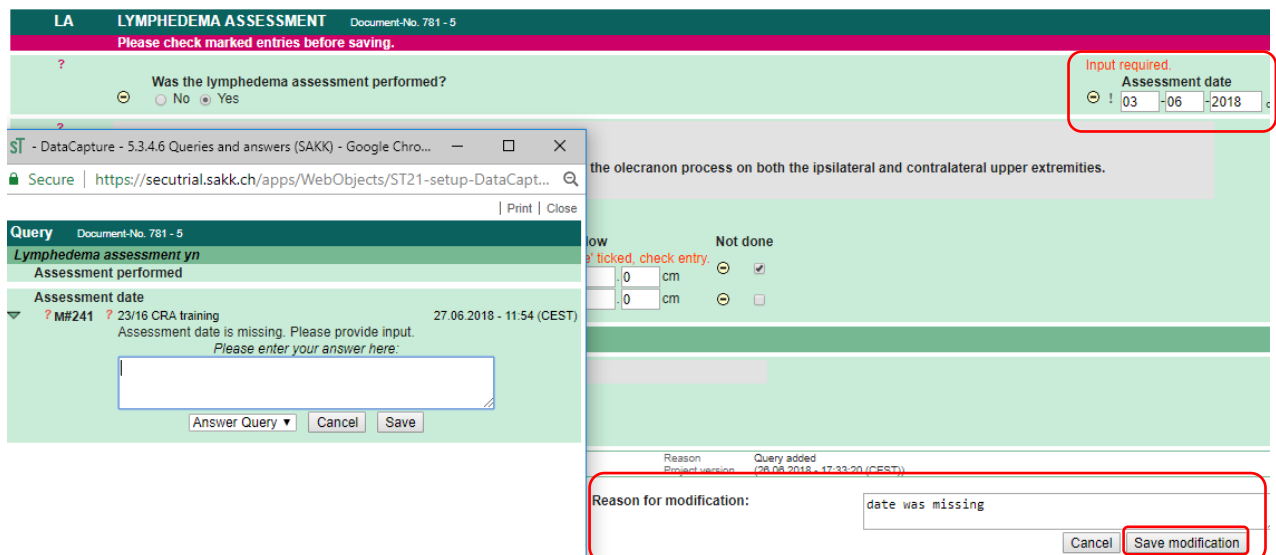 LA LYMPHEDEMA ASSESSMENT Document-No. 781 - 5
Please check marked entries before saving.
?
Was the lymphedema assessment performed?
No Yes
Input required.
Assessment date
! 03 -06 -2018
?
ST - DataCapture - 5.3.4.6 Queries and answers (SAKK) - Google Chro...
Secure | https://secutrial.sakk.ch/apps/WebObjects/ST21-setup-DataCapt...
| Print | Close
Query Document-No. 781 - 5
Lymphedema assessment yn
Assessment performed
Assessment date
? M#241 ? 23/16 CRA training 27.06.2018 - 11:54 (CEST)
Assessment date is missing. Please provide input.
Please enter your answer here:
Answer Query Cancel Save
the olecranon process on both the ipsilateral and contralateral upper extremities.
low Not done
e' ticked, check entry.
.0 cm
.0 cm
Reason Query added
Project version (26.06.2018 - 17:33:20 (CEST))
Reason for modification:
date was missing
Cancel Save modification